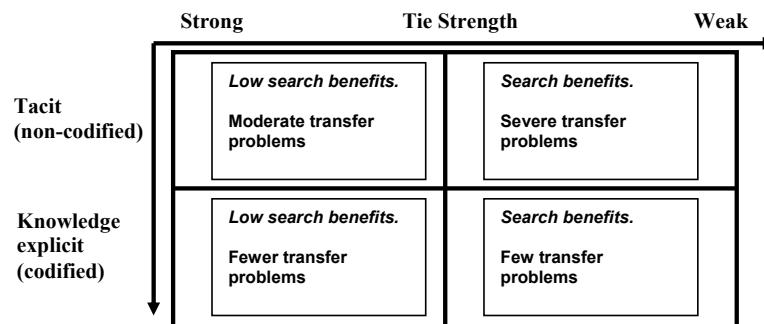 Strong Tie Strength Weak
Tacit
(non-codified)
Low search benefits.
Moderate transfer
problems
Search benefits.
Severe transfer
problems
Knowledge
explicit
(codified)
Low search benefits.
Fewer transfer
problems
Search benefits.
Few transfer
problems